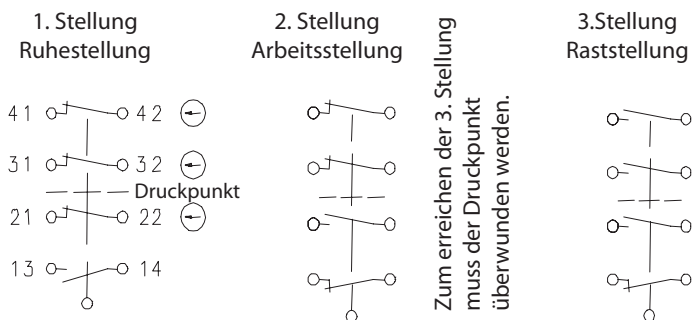 1. Stellung
Ruhestellung
2. Stellung
Arbeitsstellung
Zum erreichen der 3. Stellung
muss der Druckpunkt
überwunden werden.
3.Stellung
Raststellung
41 42
31 32
Druckpunkt
21 22
13 14